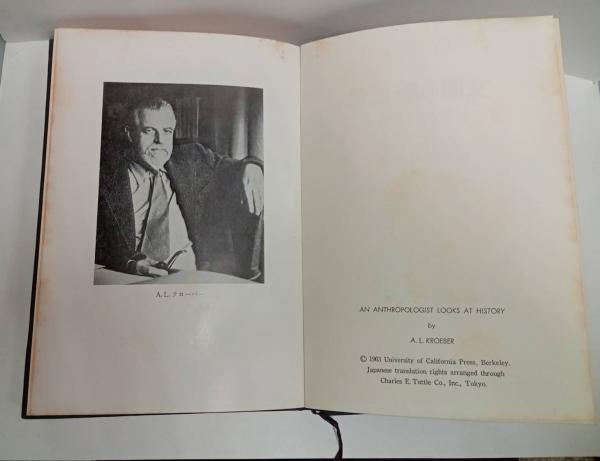 A. L. クローバー
AN ANTHROPOLOGIST LOOKS AT HISTORY
by
A. L. KROEBER
© 1963 University of California Press, Berkeley.
Japanese translation rights arranged through
Charles E. Tuttle Co., Inc., Tokyo.